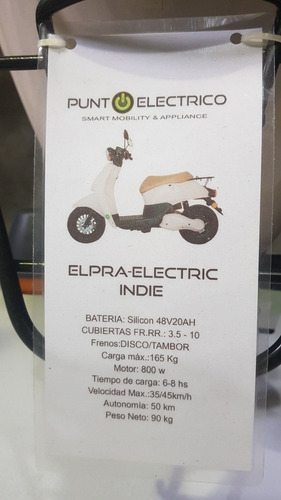 PUNTO ELECTRICO
SMART MOBILITY & APPLIANCE
ELPRA-ELECTRIC
INDIE
BATERIA: Silicon 48V20AH
CUBIERTAS FR.RR.: 3.5 - 10
Frenos:DISCO/TAMBOR
Carga máx.:165 Kg
Motor: 800 w
Tiempo de carga: 6-8 hs
Velocidad Max.:35/45km/h
Autonomía: 50 km
Peso Neto: 90 kg